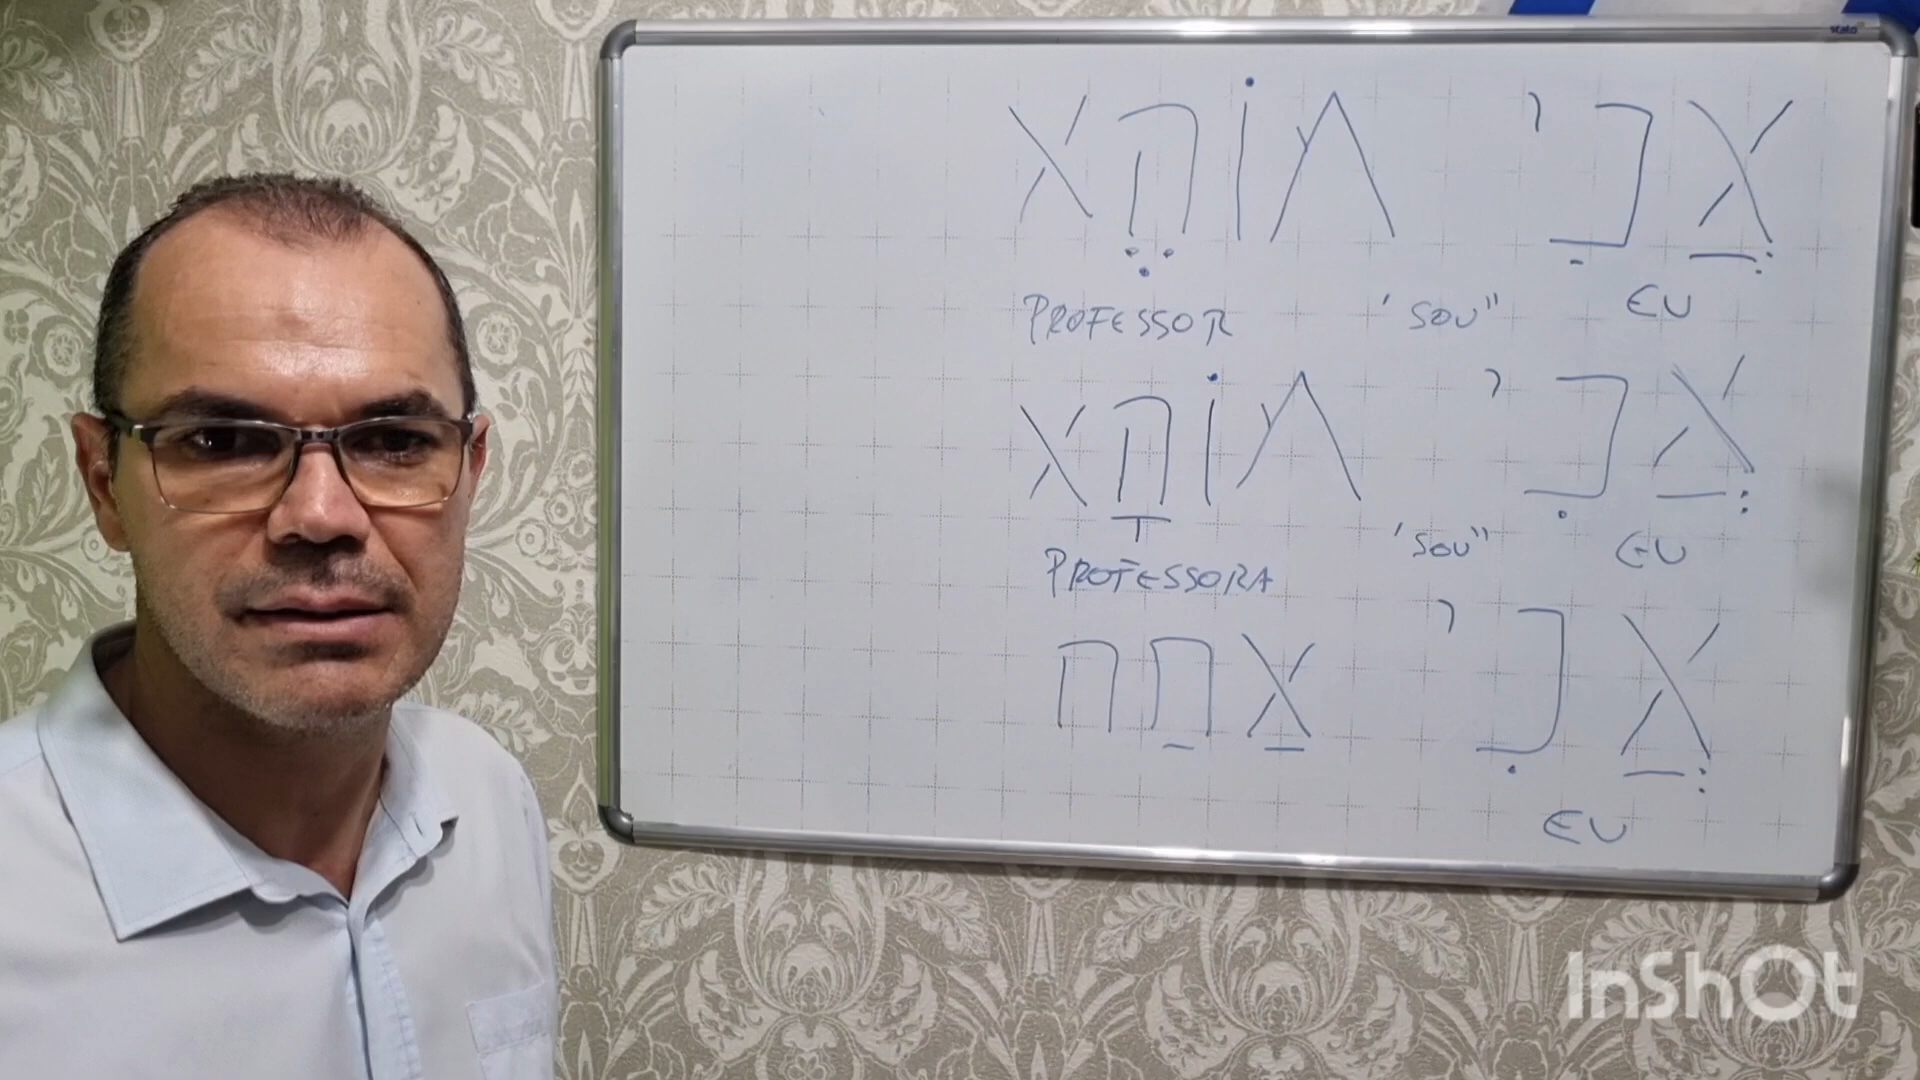 אֲנִי מוֹהֶא
EU "SOU" PROFESSOR
אֲנִי מוֹהָא
EU "SOU" PROFESSORA
אֲנִי אַחַח
EU
InShOt